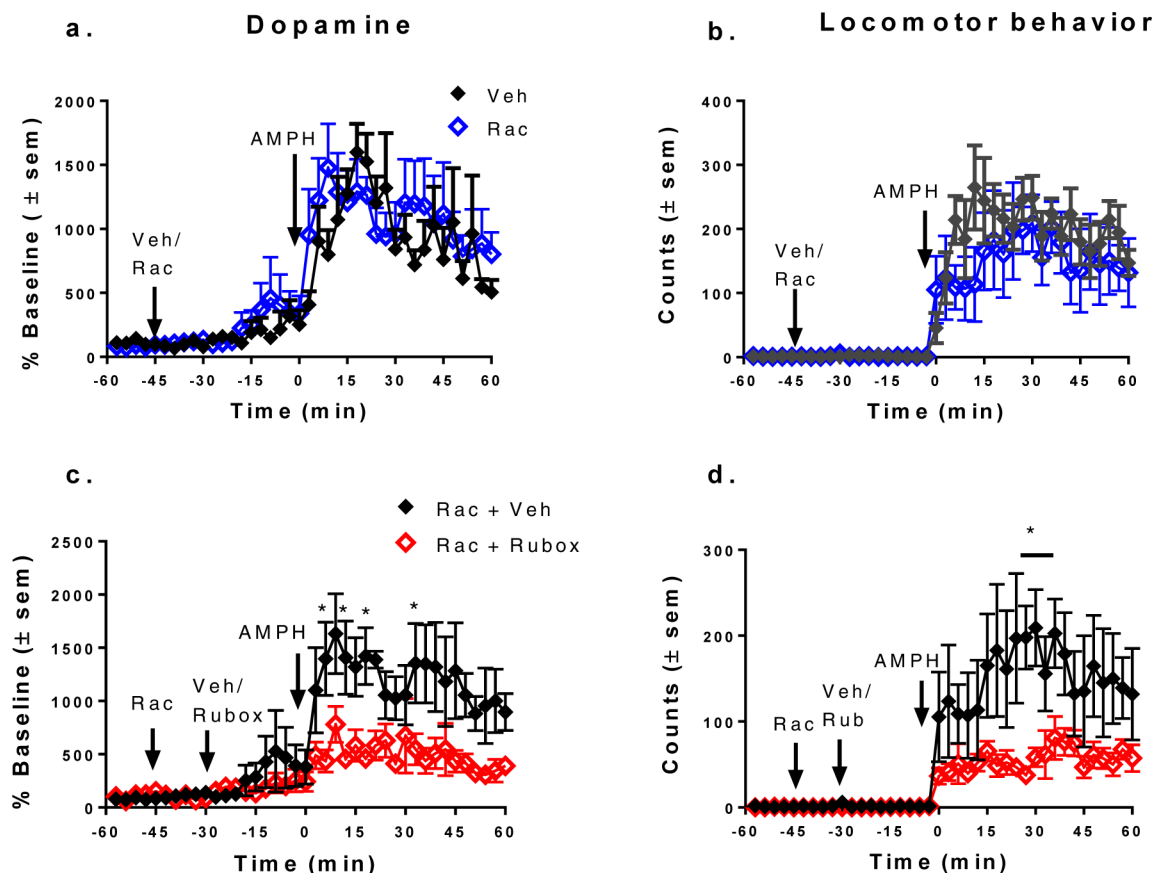 a.
Dopamine
b.
Locomotor behavior
Veh
Rac
% Baseline ( ± sem)
2000
1500
1000
500
0
AMPH
Veh/
Rac
-60 -45 -30 -15 0 15 30 45 60
Time (min)
Counts (± sem)
400
300
200
100
0
AMPH
Veh/
Rac
-60 -45 -30 -15 0 15 30 45 60
Time (min)
c.
Rac + Veh
Rac + Rubox
% Baseline (± sem)
2500
2000
1500
1000
500
0
* * * *
AMPH
Rac
Veh/
Rubox
-60 -45 -30 -15 0 15 30 45 60
Time (min)
d.
*
Counts (± sem)
300
200
100
0
AMPH
Rac
Veh/
Rub
-60 -45 -30 -15 0 15 30 45 60
Time (min)